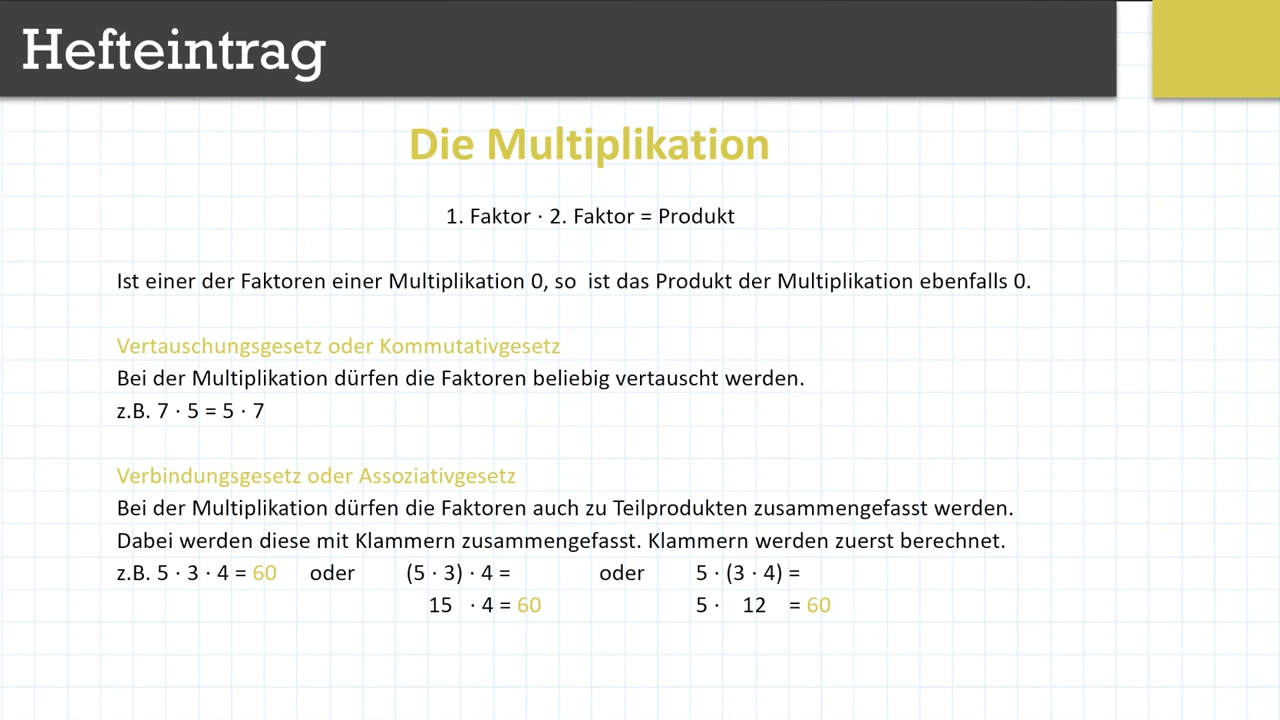 Hefteintrag
Die Multiplikation
1. Faktor · 2. Faktor = Produkt
Ist einer der Faktoren einer Multiplikation 0, so  ist das Produkt der Multiplikation ebenfalls 0.
Vertauschungsgesetz oder Kommutativgesetz
Bei der Multiplikation dürfen die Faktoren beliebig vertauscht werden.
z.B. 7 · 5 = 5 · 7
Verbindungsgesetz oder Assoziativgesetz
Bei der Multiplikation dürfen die Faktoren auch zu Teilprodukten zusammengefasst werden.
Dabei werden diese mit Klammern zusammengefasst. Klammern werden zuerst berechnet.
z.B. 5 · 3 · 4 = 60 oder (5 · 3) · 4 = oder 5 · (3 · 4) =
15 · 4 = 60 5 · 12 = 60